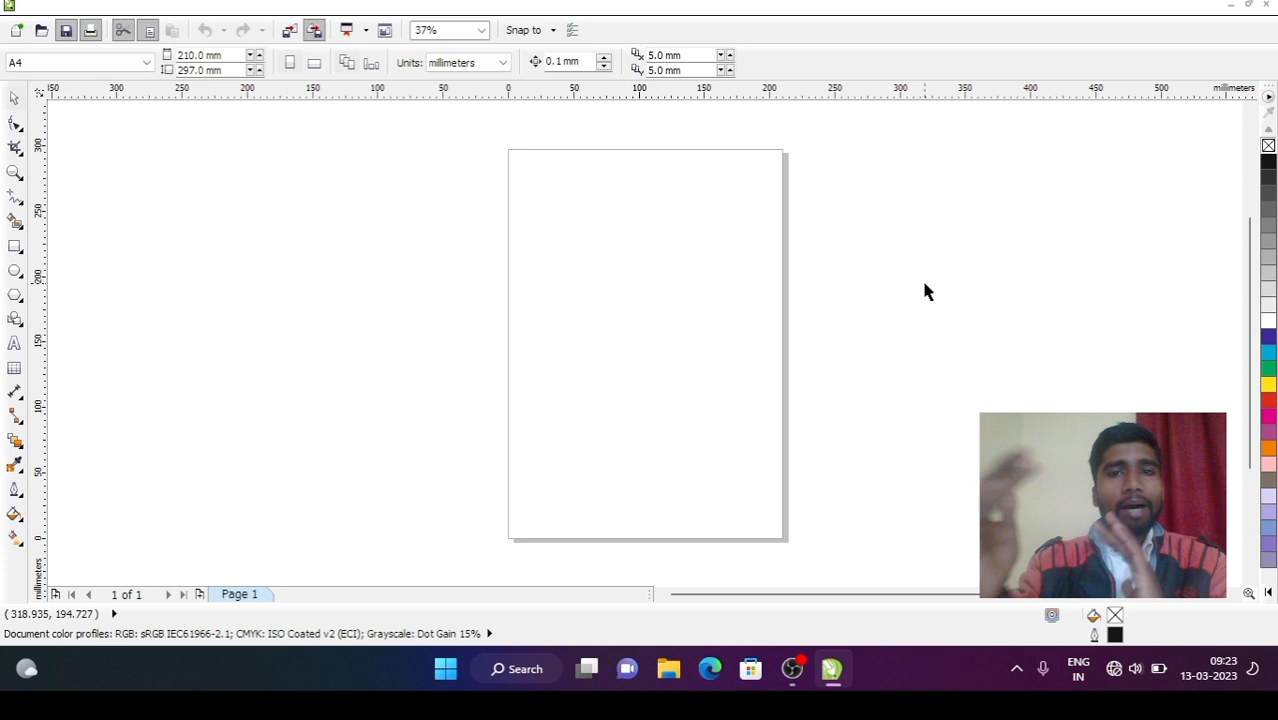 37%
Snap to
A4
210.0 mm
297.0 mm
Units: millimeters
0.1 mm
5.0 mm
5.0 mm
350 300 250 200 150 100 50 0 50 100 150 200 250 300 350 400 450 500 millimeters
300
250
200
150
100
50
0
millimeters
1 of 1
Page 1
( 318.935, 194.727 )
Document color profiles: RGB: sRGB IEC61966-2.1; CMYK: ISO Coated v2 (ECI); Grayscale: Dot Gain 15%
Search
ENG
IN
09:23
13-03-2023